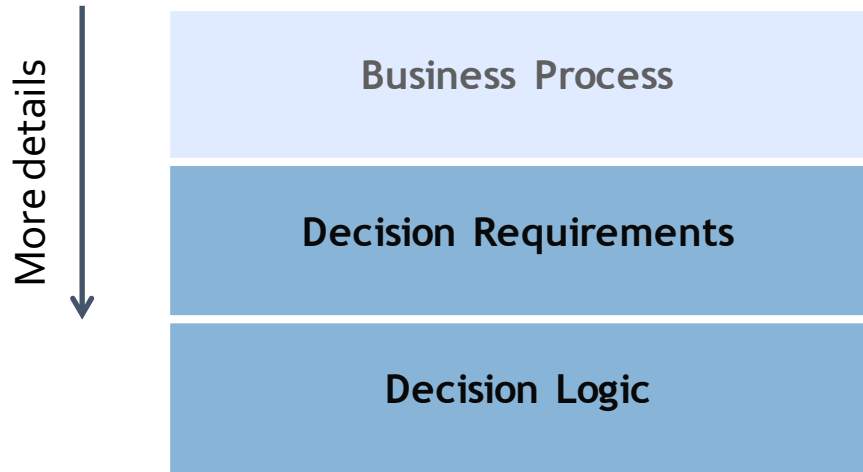 More details
Business Process
Decision Requirements
Decision Logic